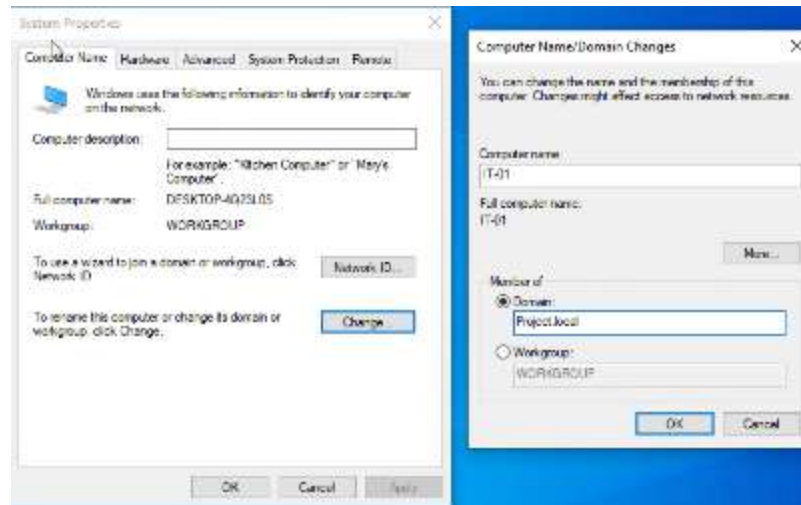 System Properties
Computer Name
Hardware
Advanced
System Protection
Remote
Windows uses the following information to identify your computer
on the network.
Computer description:
For example: "Kitchen Computer" or "Mary's
Computer".
Full computer name:
DESKTOP-4Q23L0S
Workgroup:
WORKGROUP
To use a wizard to join a domain or workgroup, click
Network ID.
Network ID...
To rename this computer or change its domain or
workgroup, click Change.
Change...
OK
Cancel
Apply
Computer Name/Domain Changes
You can change the name and the membership of this
computer. Changes might affect access to network resources.
Computer name:
IT-01
Full computer name:
IT-01
More...
Member of
Domain:
Project.local
Workgroup:
WORKGROUP
OK
Cancel